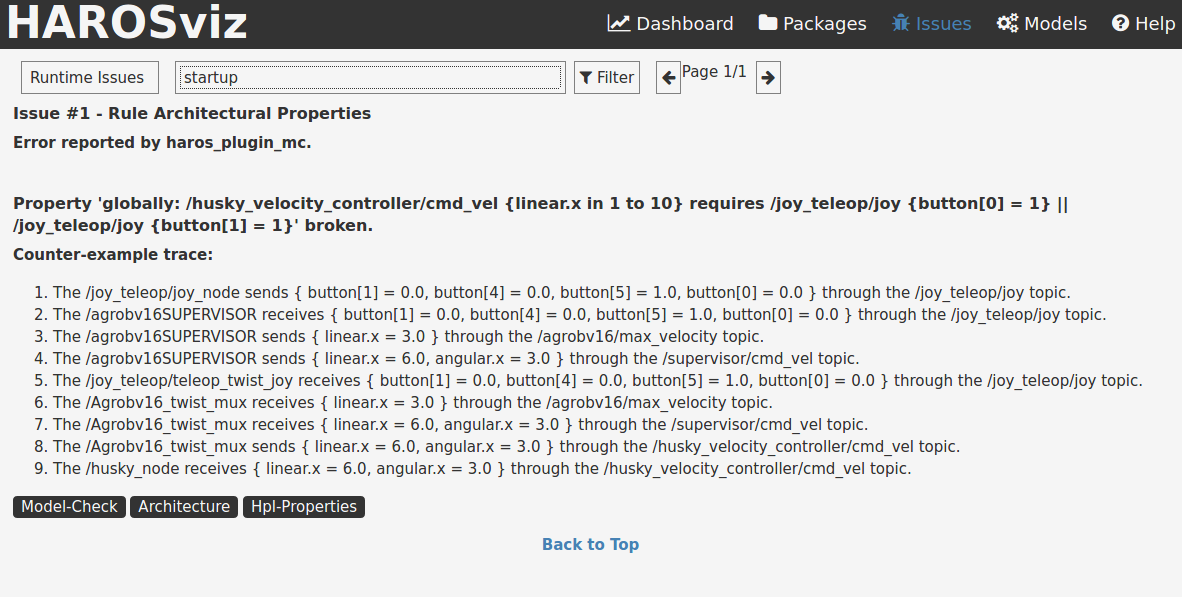 HAROSviz
Dashboard Packages Issues Models Help
Runtime Issues startup Filter Page 1/1
Issue #1 - Rule Architectural Properties
Error reported by haros_plugin_mc.
Property 'globally: /husky_velocity_controller/cmd_vel {linear.x in 1 to 10} requires /joy_teleop/joy {button[0] = 1} ||
/joy_teleop/joy {button[1] = 1}' broken.
Counter-example trace:
1. The /joy_teleop/joy_node sends { button[1] = 0.0, button[4] = 0.0, button[5] = 1.0, button[0] = 0.0 } through the /joy_teleop/joy topic.
2. The /agrobv16SUPERVISOR receives { button[1] = 0.0, button[4] = 0.0, button[5] = 1.0, button[0] = 0.0 } through the /joy_teleop/joy topic.
3. The /agrobv16SUPERVISOR sends { linear.x = 3.0 } through the /agrobv16/max_velocity topic.
4. The /agrobv16SUPERVISOR sends { linear.x = 6.0, angular.x = 3.0 } through the /supervisor/cmd_vel topic.
5. The /joy_teleop/teleop_twist_joy receives { button[1] = 0.0, button[4] = 0.0, button[5] = 1.0, button[0] = 0.0 } through the /joy_teleop/joy topic.
6. The /Agrobv16_twist_mux receives { linear.x = 3.0 } through the /agrobv16/max_velocity topic.
7. The /Agrobv16_twist_mux receives { linear.x = 6.0, angular.x = 3.0 } through the /supervisor/cmd_vel topic.
8. The /Agrobv16_twist_mux sends { linear.x = 6.0, angular.x = 3.0 } through the /husky_velocity_controller/cmd_vel topic.
9. The /husky_node receives { linear.x = 6.0, angular.x = 3.0 } through the /husky_velocity_controller/cmd_vel topic.
Model-Check Architecture Hpl-Properties
Back to Top